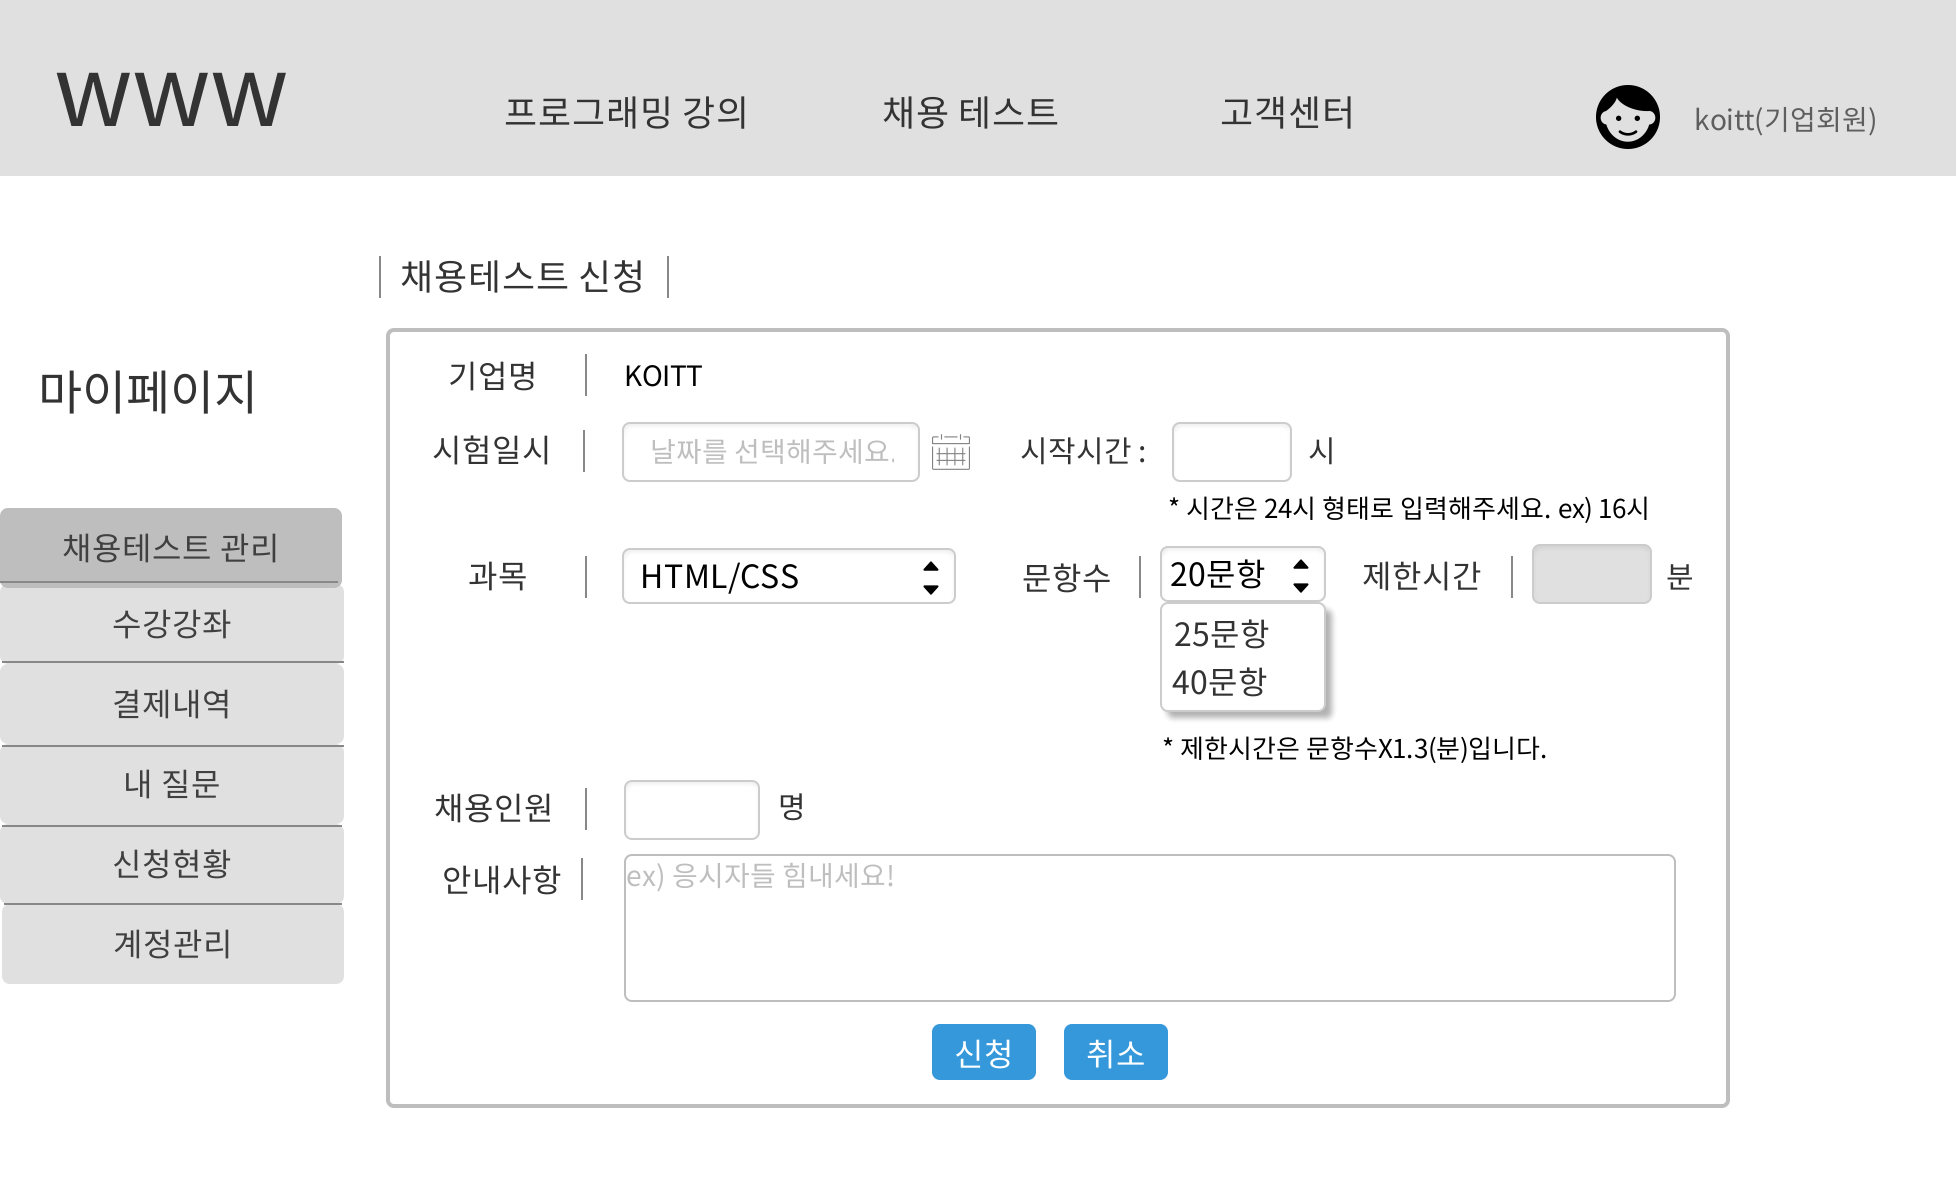 WWW
프로그래밍 강의
채용 테스트
고객센터
koitt(기업회원)
채용테스트 신청
마이페이지
채용테스트 관리
수강강좌
결제내역
내 질문
신청현황
계정관리
기업명
KOITT
시험일시
날짜를 선택해주세요.
시작시간 :
시
* 시간은 24시 형태로 입력해주세요. ex) 16시
과목
HTML/CSS
문항수
20문항
제한시간
분
25문항
40문항
* 제한시간은 문항수X1.3(분)입니다.
채용인원
명
안내사항
ex) 응시자들 힘내세요!
신청
취소